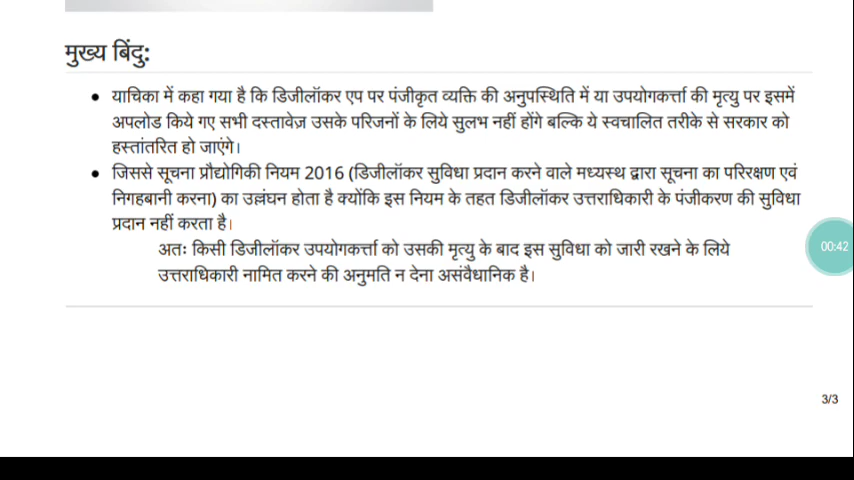 मुख्य बिंदु:
● याचिका में कहा गया है कि डिजीलॉकर एप पर पंजीकृत व्यक्ति की अनुपस्थिति में या उपयोगकर्त्ता की मृत्यु पर इसमें
अपलोड किये गए सभी दस्तावेज़ उसके परिजनों के लिये सुलभ नहीं होंगे बल्कि ये स्वचालित तरीके से सरकार को
हस्तांतरित हो जाएंगे।
● जिससे सूचना प्रौद्योगिकी नियम 2016 (डिजीलॉकर सुविधा प्रदान करने वाले मध्यस्थ द्वारा सूचना का परिरक्षण एवं
निगहबानी करना) का उल्लंघन होता है क्योंकि इस नियम के तहत डिजीलॉकर उत्तराधिकारी के पंजीकरण की सुविधा
प्रदान नहीं करता है।
अतः किसी डिजीलॉकर उपयोगकर्त्ता को उसकी मृत्यु के बाद इस सुविधा को जारी रखने के लिये
उत्तराधिकारी नामित करने की अनुमति न देना असंवैधानिक है।
00:42
3/3